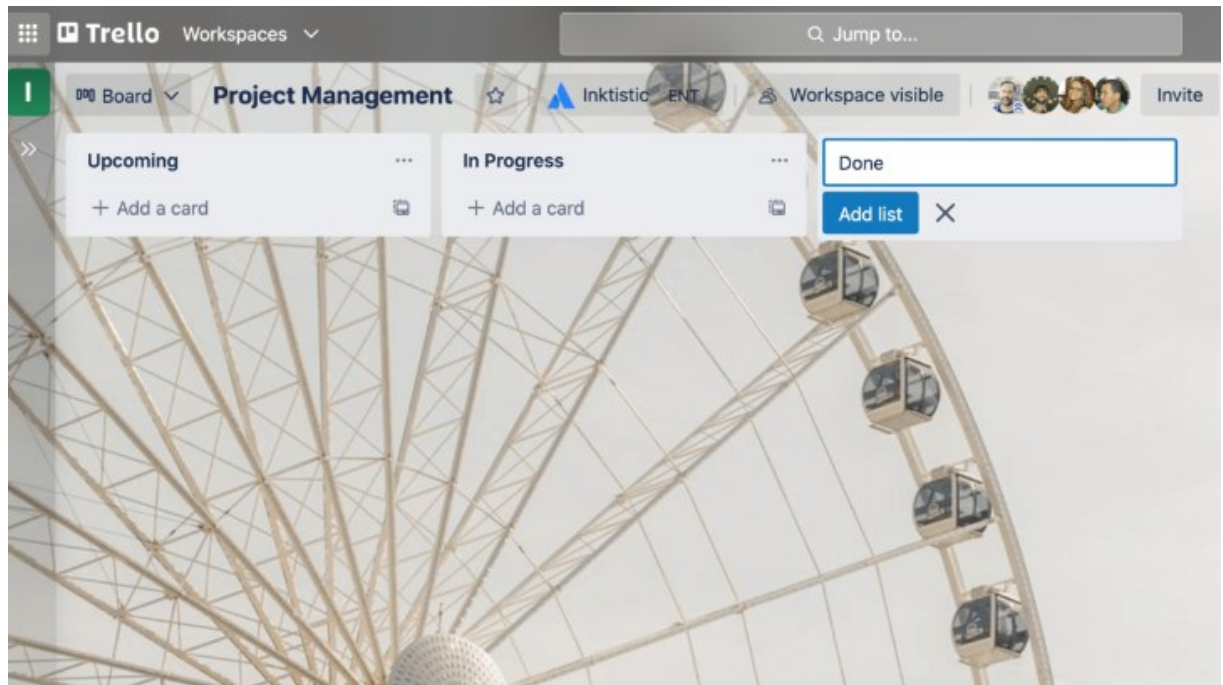 Trello Workspaces Jump to...
I Board Project Management Inktistic ENT Workspace visible Invite
Upcoming
+ Add a card
In Progress
+ Add a card
Done
Add list